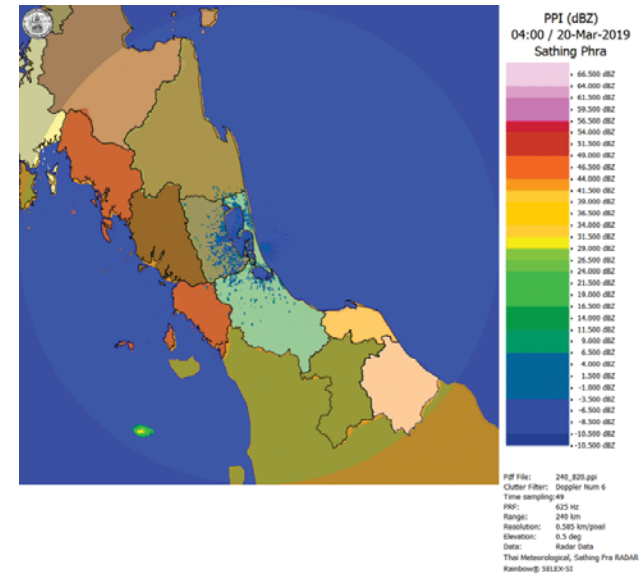 PPI (dBZ)
04:00 / 20-Mar-2019
Sathing Phra
66.500 dBZ
64.000 dBZ
61.500 dBZ
59.500 dBZ
56.500 dBZ
54.000 dBZ
51.500 dBZ
49.000 dBZ
46.500 dBZ
44.000 dBZ
41.500 dBZ
39.000 dBZ
36.500 dBZ
34.000 dBZ
31.500 dBZ
29.000 dBZ
26.500 dBZ
24.000 dBZ
21.500 dBZ
19.000 dBZ
16.500 dBZ
14.000 dBZ
11.500 dBZ
9.000 dBZ
6.500 dBZ
4.000 dBZ
1.500 dBZ
-1.000 dBZ
-3.500 dBZ
-6.500 dBZ
-8.500 dBZ
-10.500 dBZ
-10.500 dBZ
Pdf File: 240_820.ppi
Clutter Filter: Doppler Num 6
Time sampling:49
PRF: 625 Hz
Range: 240 km
Resolution: 0.585 km/pixel
Elevation: 0.5 deg
Data: Radar Data
Thai Meteorological, Sathing Pra RADAR
Rainbow® SELEX-SI